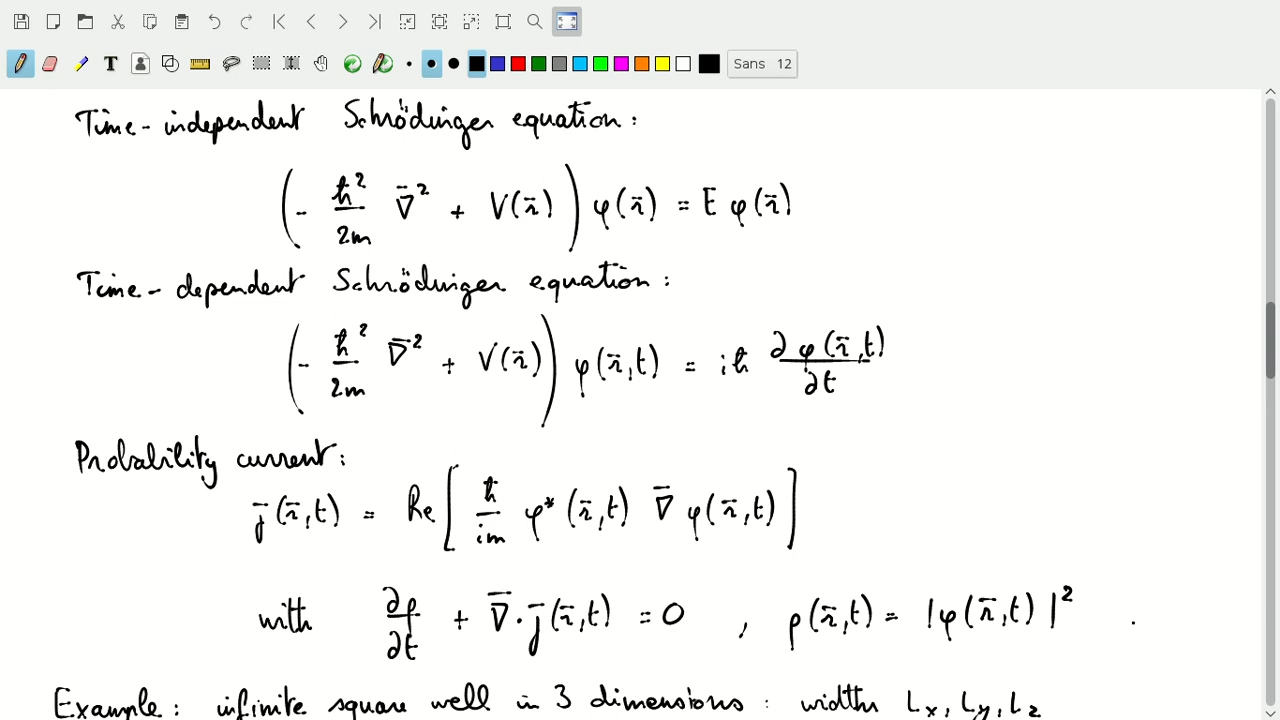 T
Sans 12
Time-independent Schrödinger equation:
(- ħ²/2m ∇̄² + V(r̄)) φ(r̄) = E φ(r̄)
Time-dependent Schrödinger equation:
(- ħ²/2m ∇̄² + V(r̄)) φ(r̄,t) = iħ ∂φ(r̄,t)/∂t
Probability current:
j̄(r̄,t) = Re[ ħ/im φ*(r̄,t) ∇̄ φ(r̄,t) ]
with ∂ρ/∂t + ∇̄·j̄(r̄,t) = 0 , ρ(r̄,t) = |φ(r̄,t)|² .
Example: infinite square well in 3 dimensions: widths Lx, Ly, Lz